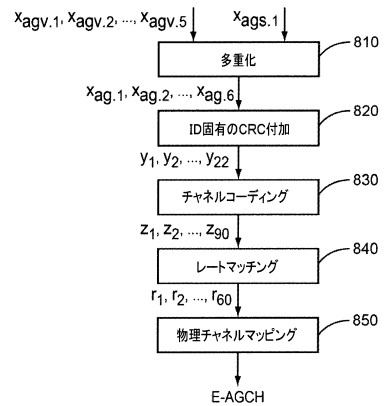 xagv.1, xagv.2, ..., xagv.5 xags.1
多重化 810
xag.1, xag.2, ..., xag.6
ID固有のCRC付加 820
y1, y2, ..., y22
チャネルコーディング 830
z1, z2, ..., z90
レートマッチング 840
r1, r2, ..., r60
物理チャネルマッピング 850
E-AGCH